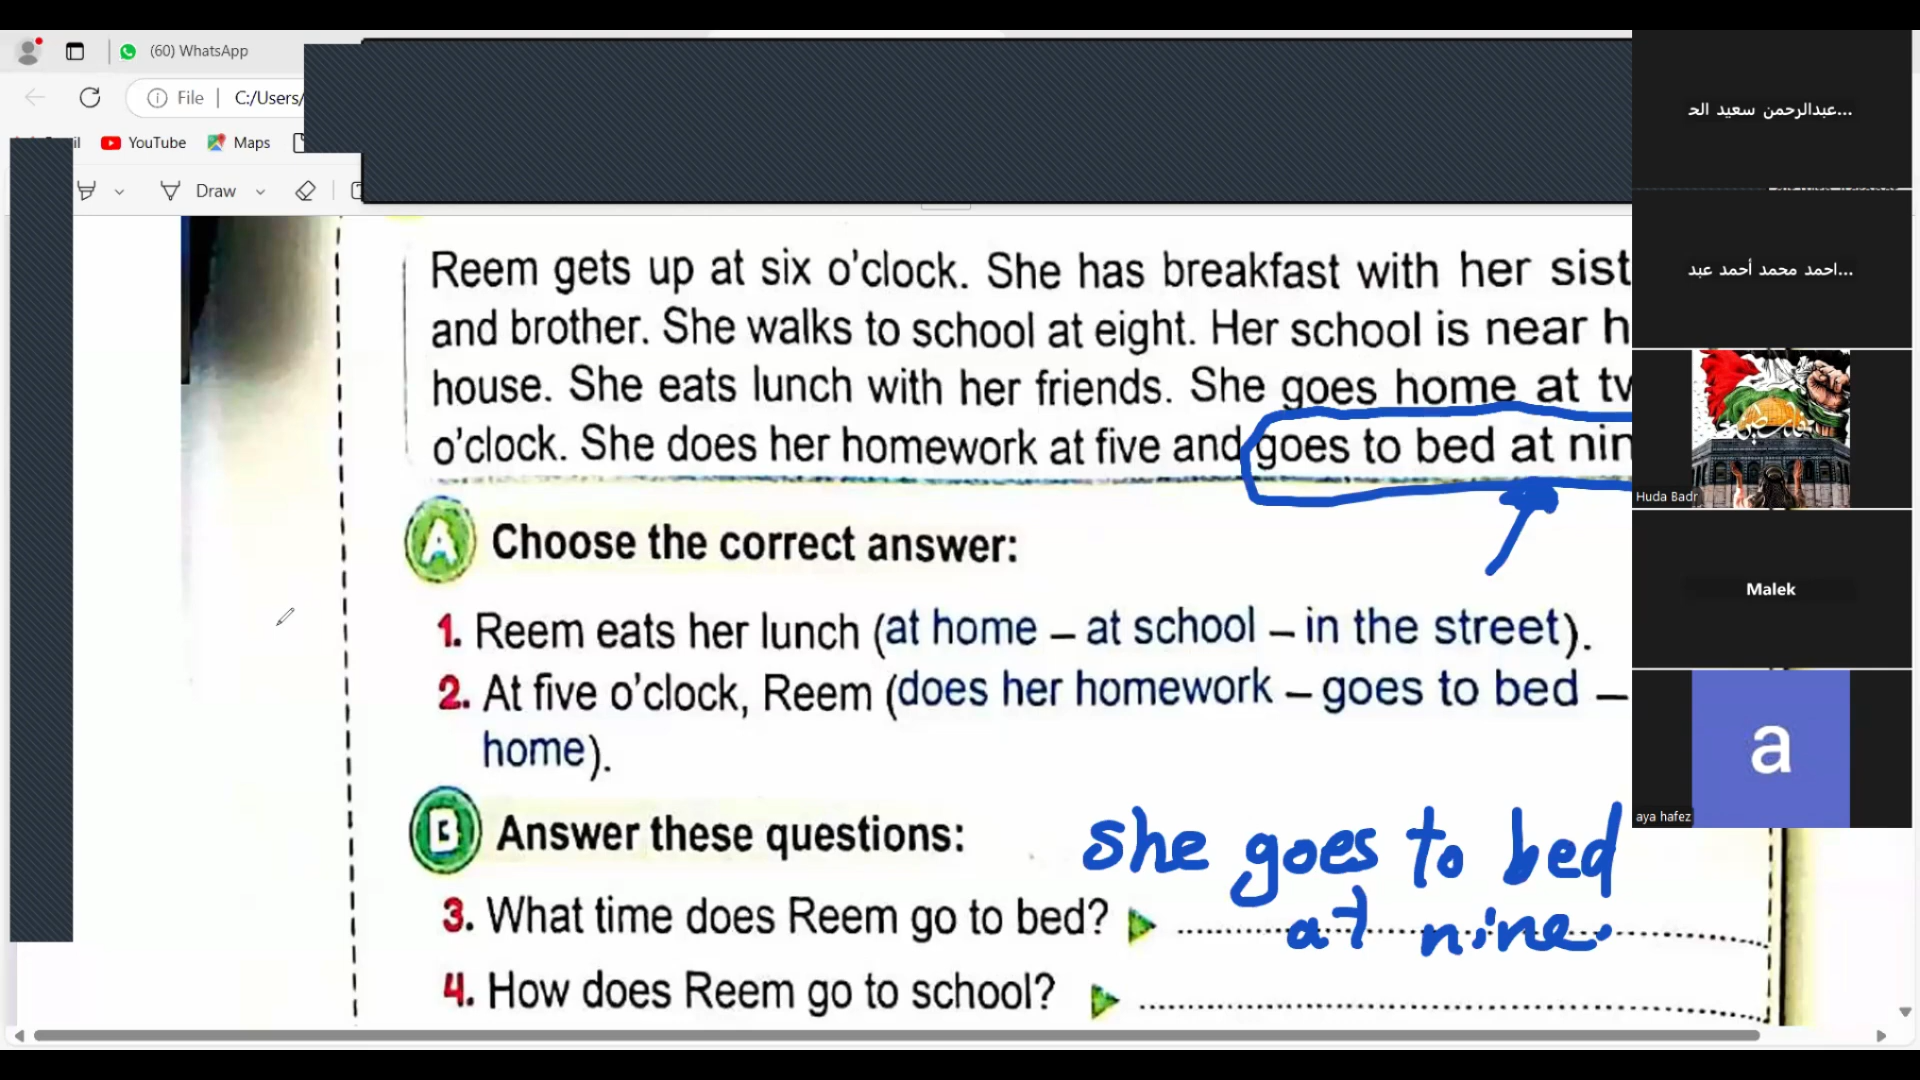 (60) WhatsApp
File
C:/Users/
YouTube
Maps
Draw
عبدالرحمن سعيد الح...
احمد محمد أحمد عبد...
Huda Badr
Malek
a
aya hafez
Reem gets up at six o'clock. She has breakfast with her sist
and brother. She walks to school at eight. Her school is near h
house. She eats lunch with her friends. She goes home at tw
o'clock. She does her homework at five and goes to bed at nin
A Choose the correct answer:
1. Reem eats her lunch (at home – at school – in the street).
2. At five o'clock, Reem (does her homework – goes to bed –
home).
B Answer these questions:
she goes to bed
at nine.
3. What time does Reem go to bed?
4. How does Reem go to school?